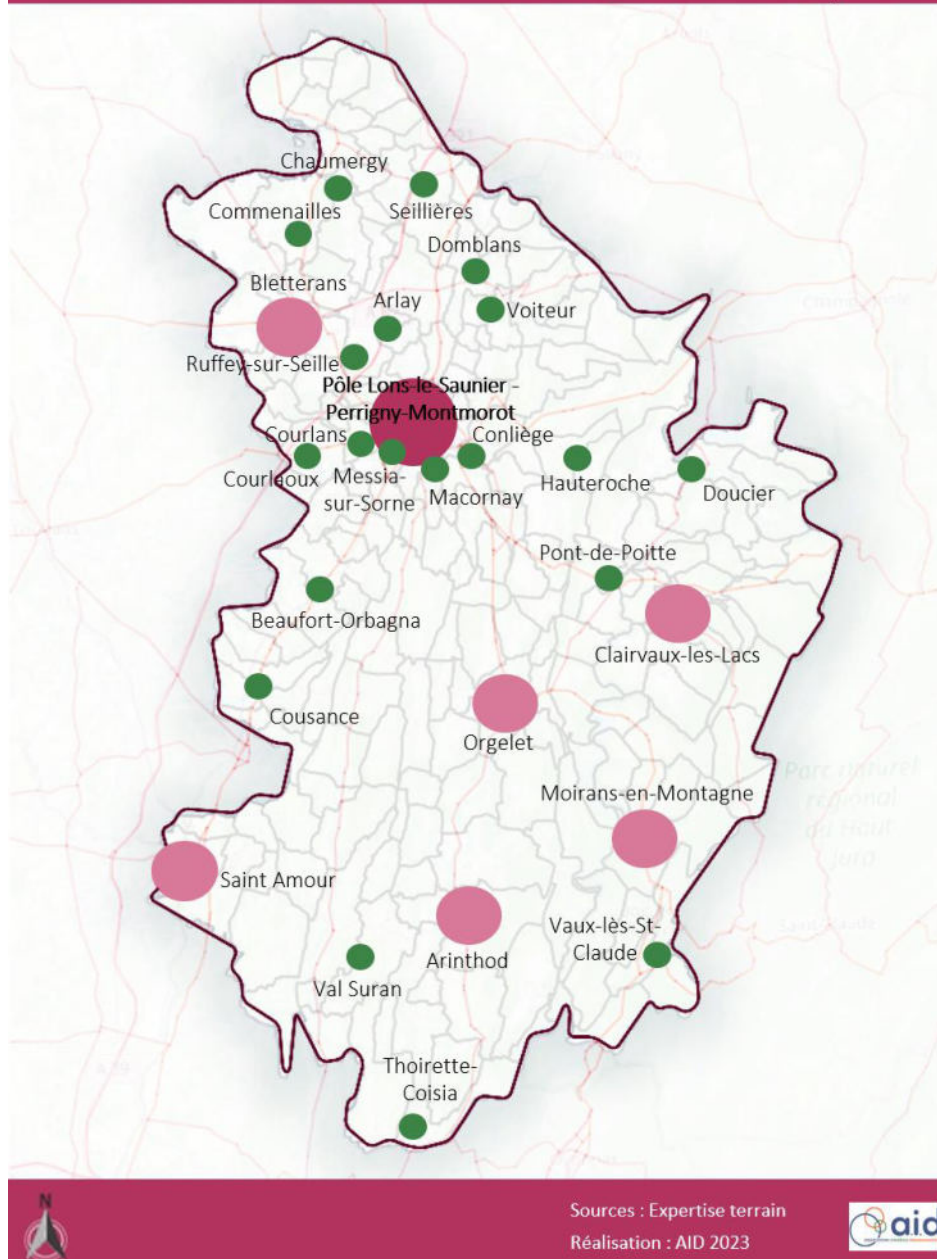 Chaumergy
Commenailles
Seillières
Domblans
Bletterans
Arlay
Voiteur
Ruffey-sur-Seille
Pôle Lons-le-Saunier -
Perrigny-Montmorot
Courlans
Conliège
Courlaoux
Messia-
sur-Sorne
Macornay
Hauteroche
Doucier
Pont-de-Poitte
Beaufort-Orbagna
Clairvaux-les-Lacs
Cousance
Orgelet
Moirans-en-Montagne
Parc naturel
régional
du Haut
Jura
Saint Amour
Arinthod
Vaux-lès-St-
Claude
Saint-Claude
Val Suran
Thoirette-
Coisia
N
Sources : Expertise terrain
Réalisation : AID 2023
a.i.d